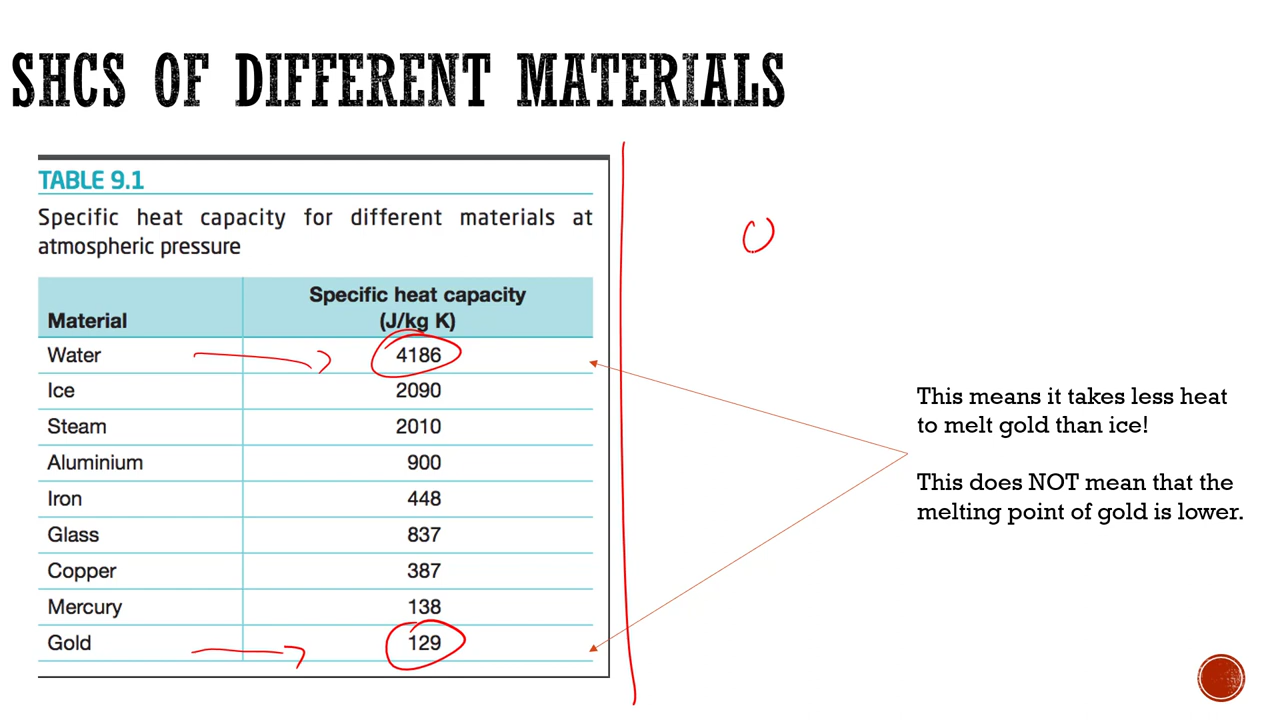 SHCS OF DIFFERENT MATERIALS
TABLE 9.1
Specific heat capacity for different materials at
atmospheric pressure
Material Specific heat capacity
(J/kg K)
Water 4186
Ice 2090
Steam 2010
Aluminium 900
Iron 448
Glass 837
Copper 387
Mercury 138
Gold 129
0
This means it takes less heat
to melt gold than ice!
This does NOT mean that the
melting point of gold is lower.